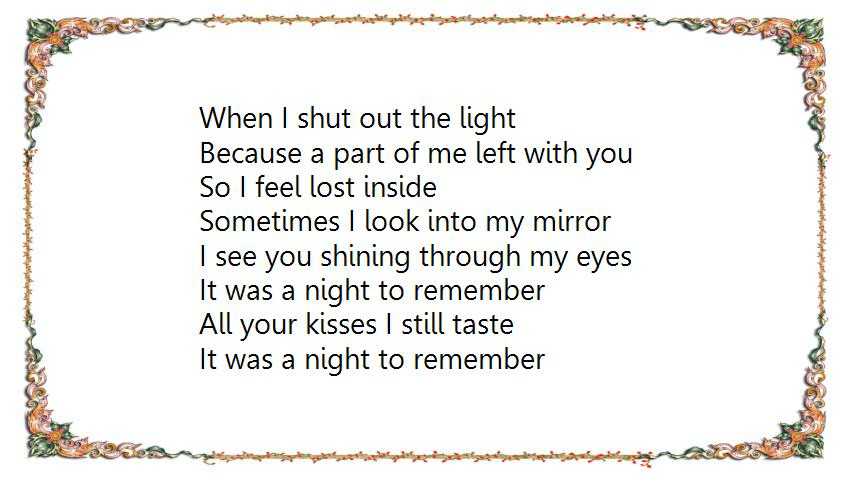 When I shut out the light
Because a part of me left with you
So I feel lost inside
Sometimes I look into my mirror
I see you shining through my eyes
It was a night to remember
All your kisses I still taste
It was a night to remember